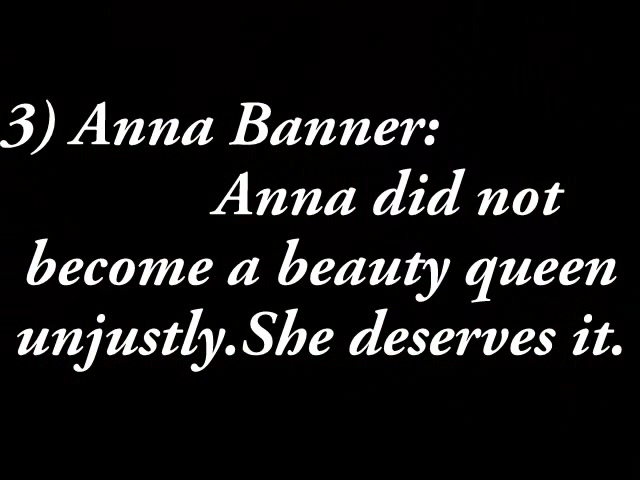 3) Anna Banner:
Anna did not
become a beauty queen
unjustly.She deserves it.